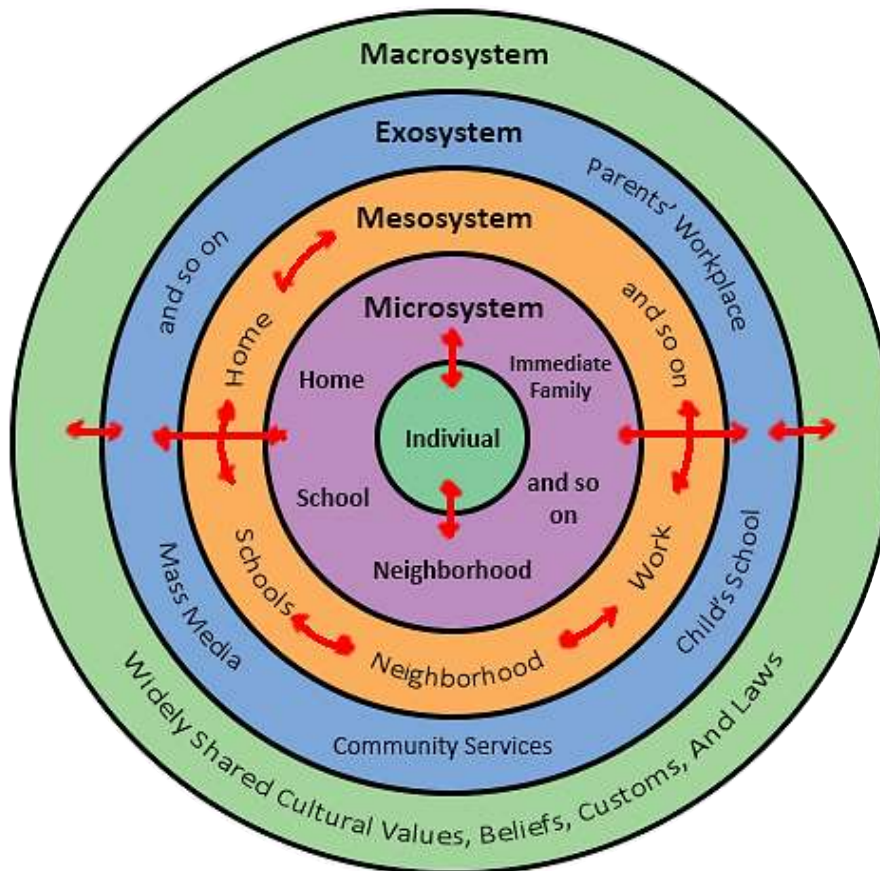 Macrosystem
Exosystem
Parents' Workplace
Mesosystem
and so on
and so on
Microsystem
Home
Home
Immediate
Family
Indiviual
School
and so
on
Neighborhood
Schools
Work
Neighborhood
Mass Media
Child's School
Community Services
Widely Shared Cultural Values, Beliefs, Customs, And Laws